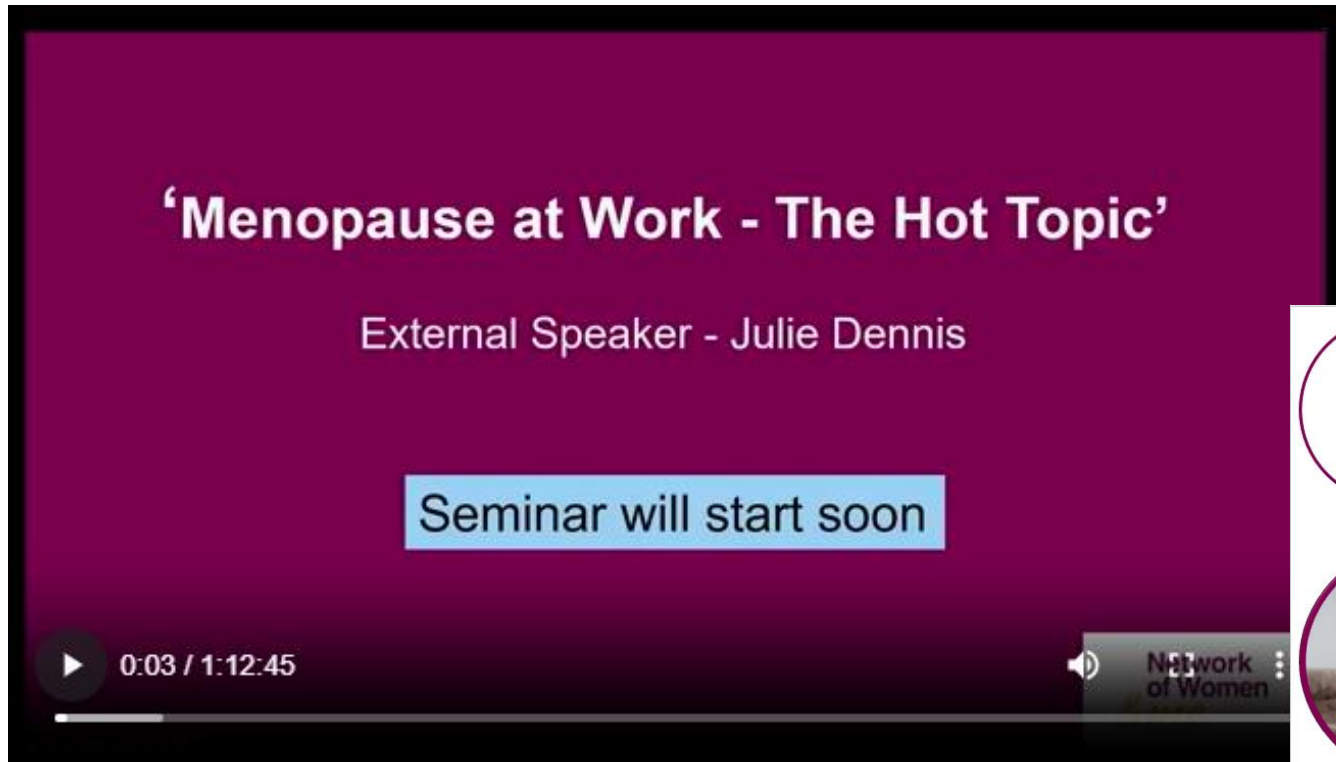 ‘Menopause at Work - The Hot Topic’
External Speaker - Julie Dennis
Seminar will start soon
0:03 / 1:12:45
Network
of Women